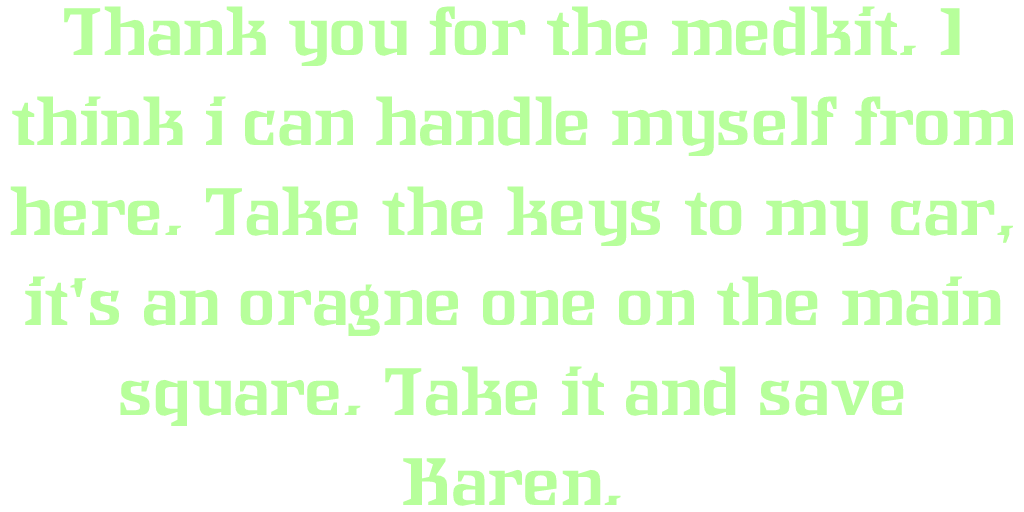 Thank you for the medkit. I
think i can handle myself from
here. Take the keys to my car,
it's an oragne one on the main
square. Take it and save
Karen.